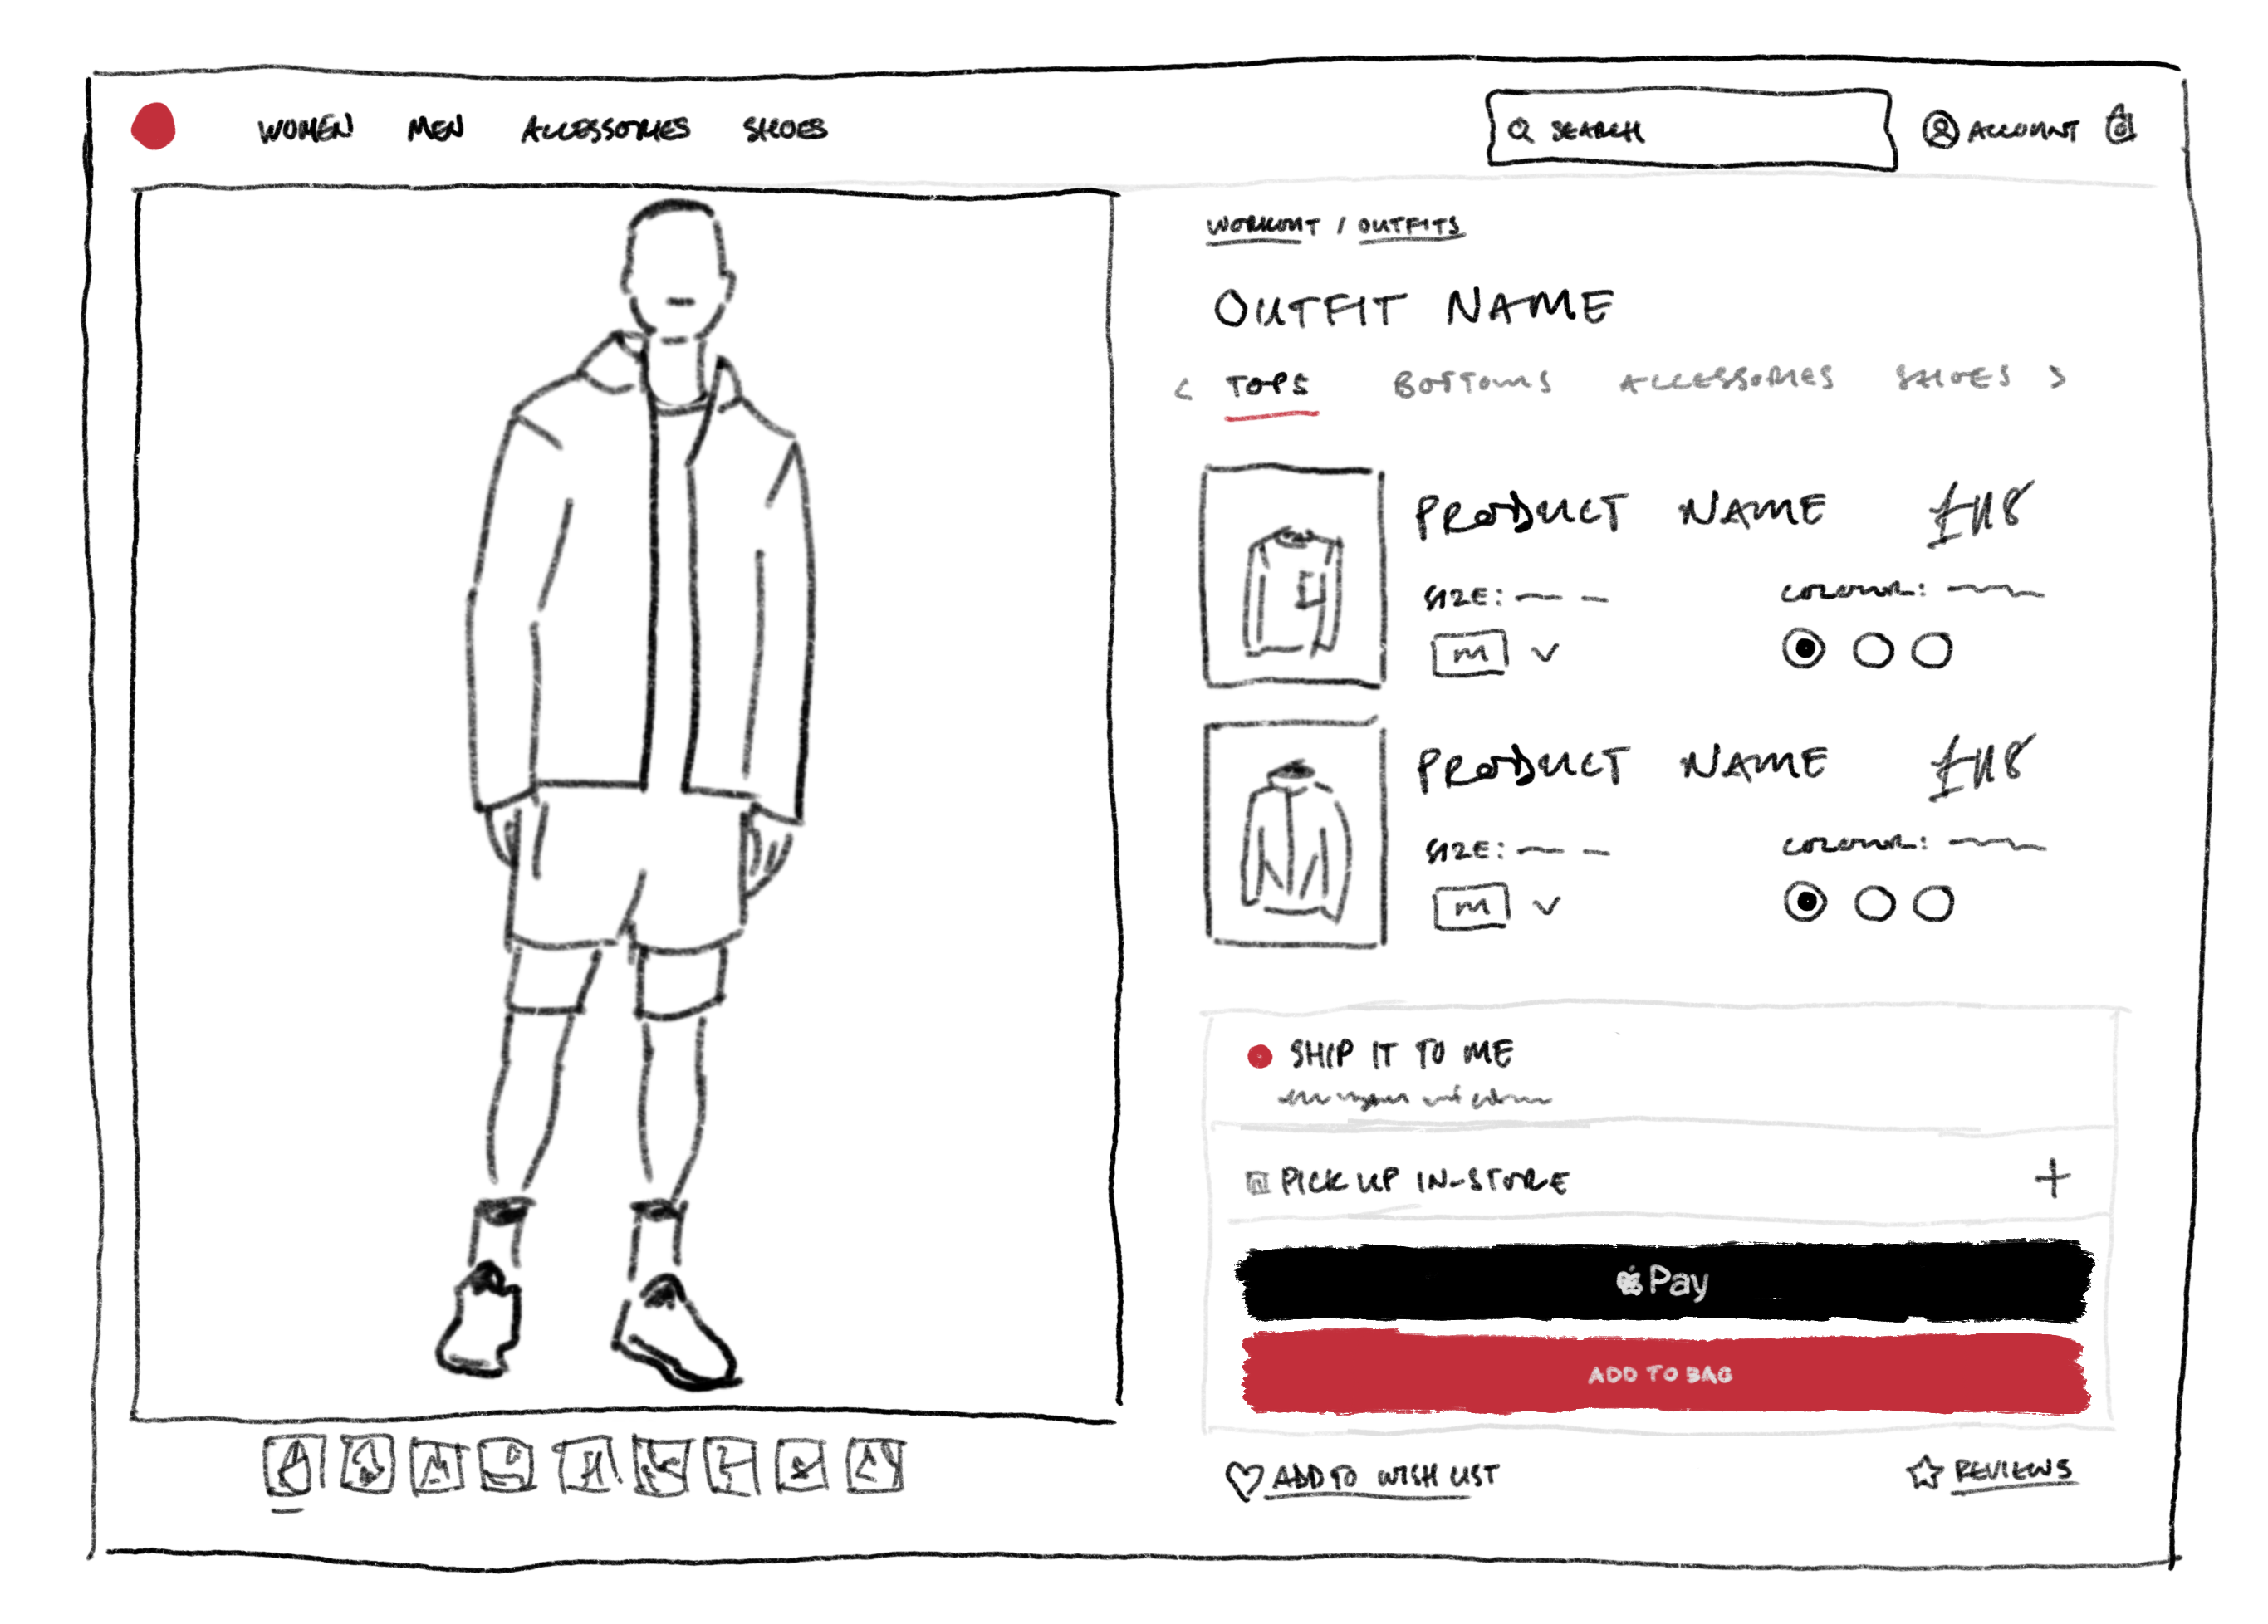 WOMEN MEN ACCESSORIES SHOES
SEARCH
ACCOUNT
WORKOUT / OUTFITS
OUTFIT NAME
< TOPS BOTTOMS ACCESSORIES SHOES >
PRODUCT NAME £118
SIZE: COLOUR:
M
PRODUCT NAME £118
SIZE: COLOUR:
M
SHIP IT TO ME
PICK UP IN-STORE +
Pay
ADD TO BAG
ADD TO WISH LIST
REVIEWS